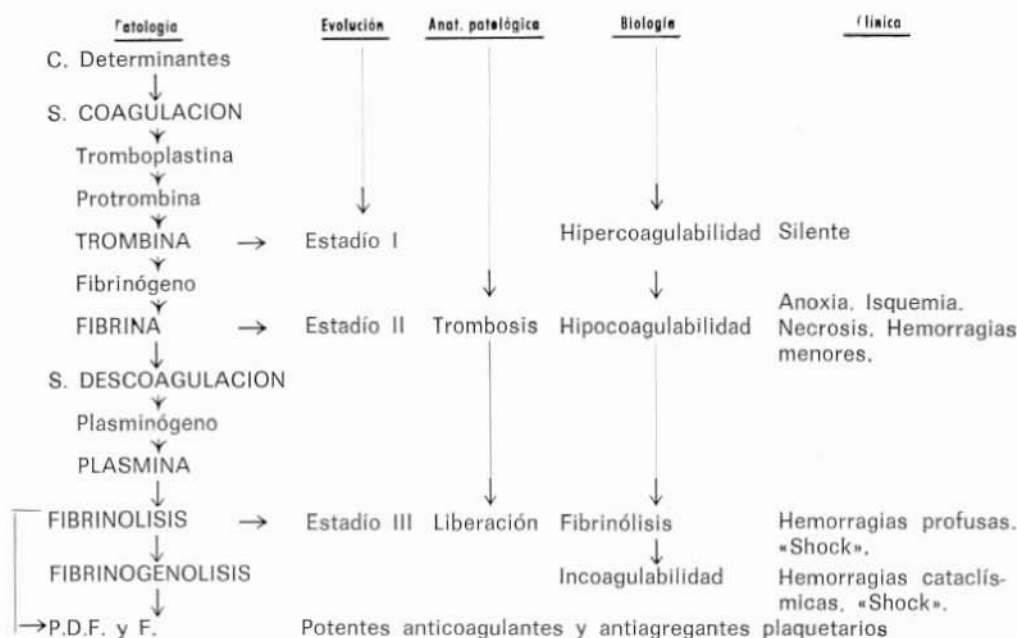 Patología Evolución Anat. patológica Biología Clínica
C. Determinantes
S. COAGULACION
Tromboplastina
Protrombina
TROMBINA → Estadío I Hipercoagulabilidad Silente
Fibrinógeno
FIBRINA → Estadío II Trombosis Hipocoagulabilidad Anoxia. Isquemia.
Necrosis. Hemorragias
menores.
S. DESCOAGULACION
Plasminógeno
PLASMINA
FIBRINOLISIS → Estadío III Liberación Fibrinólisis Hemorragias profusas.
«Shock».
FIBRINOGENOLISIS Incoagulabilidad Hemorragias cataclís-
micas. «Shock».
→P.D.F. y F. Potentes anticoagulantes y antiagregantes plaquetarios